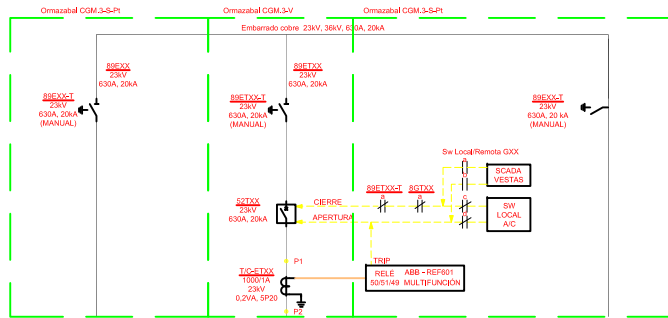 Ormazabal CGM.3-S-Pt
Ormazabal CGM.3-V
Ormazabal CGM.3-S-Pt
Embarrado cobre 23kV, 36kV, 630A, 20kA
89EXX
23kV
630A, 20kA
89EXX-T
23kV
630A, 20kA
(MANUAL)
89ETXX
23kV
630A, 20kA
89ETXX-T
23kV
630A, 20kA
(MANUAL)
89EXX-T
23kV
630A, 20 kA
(MANUAL)
Sw Local/Remota GXX
a
b
SCADA
VESTAS
89ETXX-T
a
8GTXX
a
c
SW
LOCAL
A/C
52TXX
23kV
630A, 20kA
CIERRE
APERTURA
P1
TRIP
T/C-ETXX
1000/1A
23kV
0,2VA, 5P20
RELÉ ABB - REF601
50/51/49 MULTIFUNCIÓN
P2